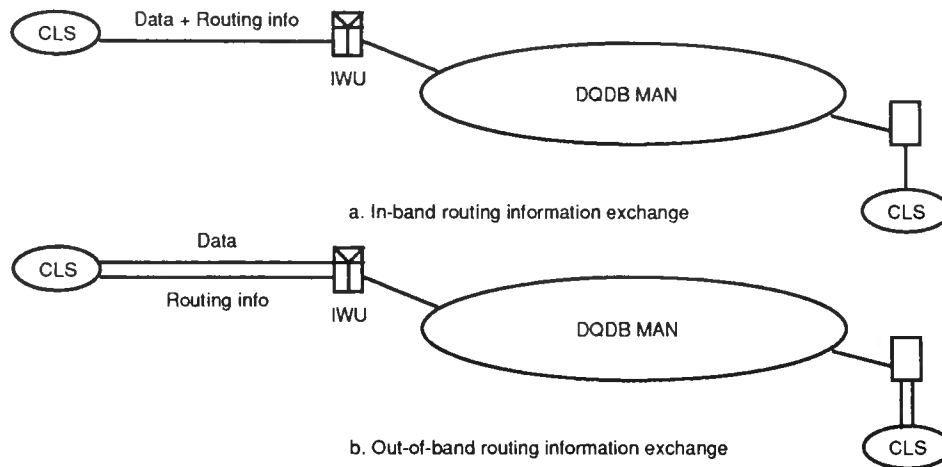 CLS
Data + Routing info
IWU
DQDB MAN
CLS
a. In-band routing information exchange
CLS
Data
Routing info
IWU
DQDB MAN
CLS
b. Out-of-band routing information exchange